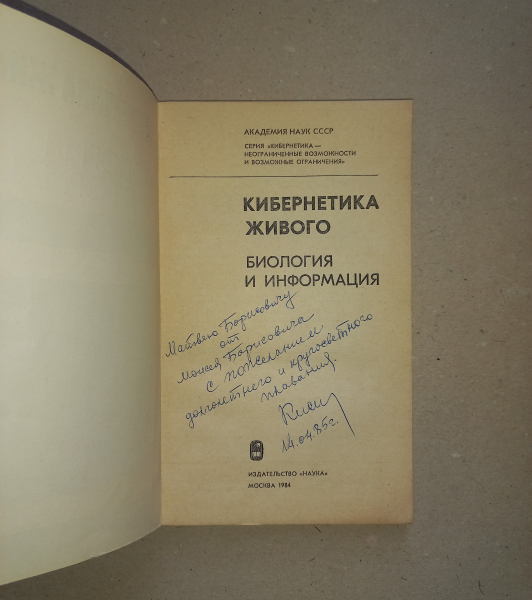 АКАДЕМИЯ НАУК СССР
СЕРИЯ «КИБЕРНЕТИКА —
НЕОГРАНИЧЕННЫЕ ВОЗМОЖНОСТИ
И ВОЗМОЖНЫЕ ОГРАНИЧЕНИЯ»
КИБЕРНЕТИКА
ЖИВОГО
БИОЛОГИЯ
И ИНФОРМАЦИЯ
Матвею Борисовичу
от
Моисея Борисовича
с пожеланием
долголетнего и кругосветного
плавания.
14.04.85г.
ИЗДАТЕЛЬСТВО «НАУКА»
МОСКВА 1984